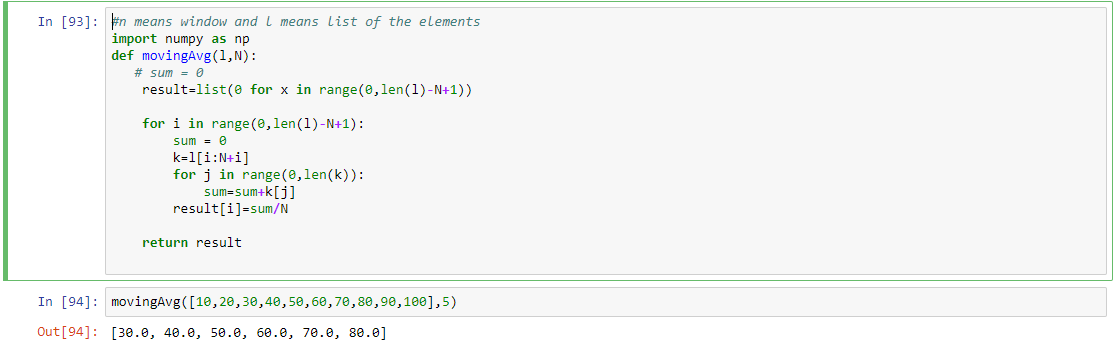 In [93]: #n means window and l means list of the elements
import numpy as np
def movingAvg(l,N):
   # sum = 0
    result=list(0 for x in range(0,len(l)-N+1))

    for i in range(0,len(l)-N+1):
        sum = 0
        k=l[i:N+i]
        for j in range(0,len(k)):
            sum=sum+k[j]
        result[i]=sum/N

    return result
In [94]: movingAvg([10,20,30,40,50,60,70,80,90,100],5)
Out[94]: [30.0, 40.0, 50.0, 60.0, 70.0, 80.0]